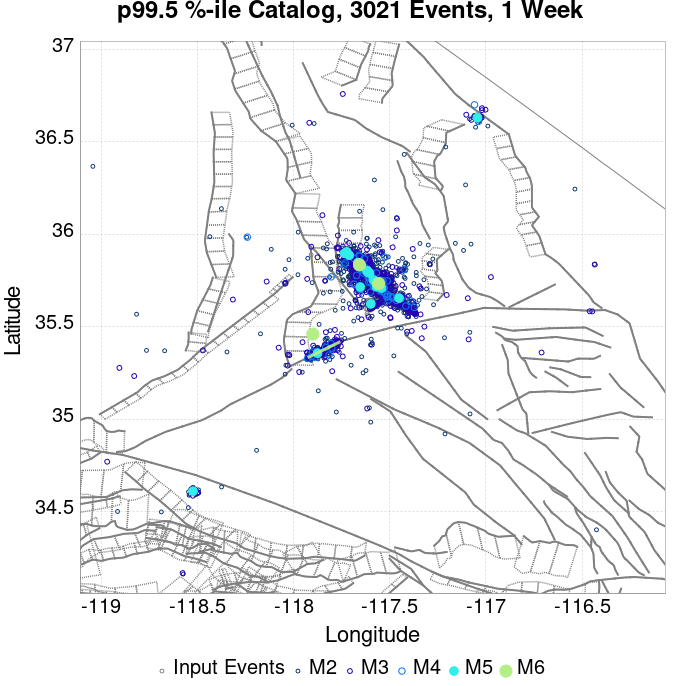 p99.5 %-ile Catalog, 3021 Events, 1 Week
37
36.5
36
35.5
35
34.5
Latitude
-119 -118.5 -118 -117.5 -117 -116.5
Longitude
Input Events M2 M3 M4 M5 M6